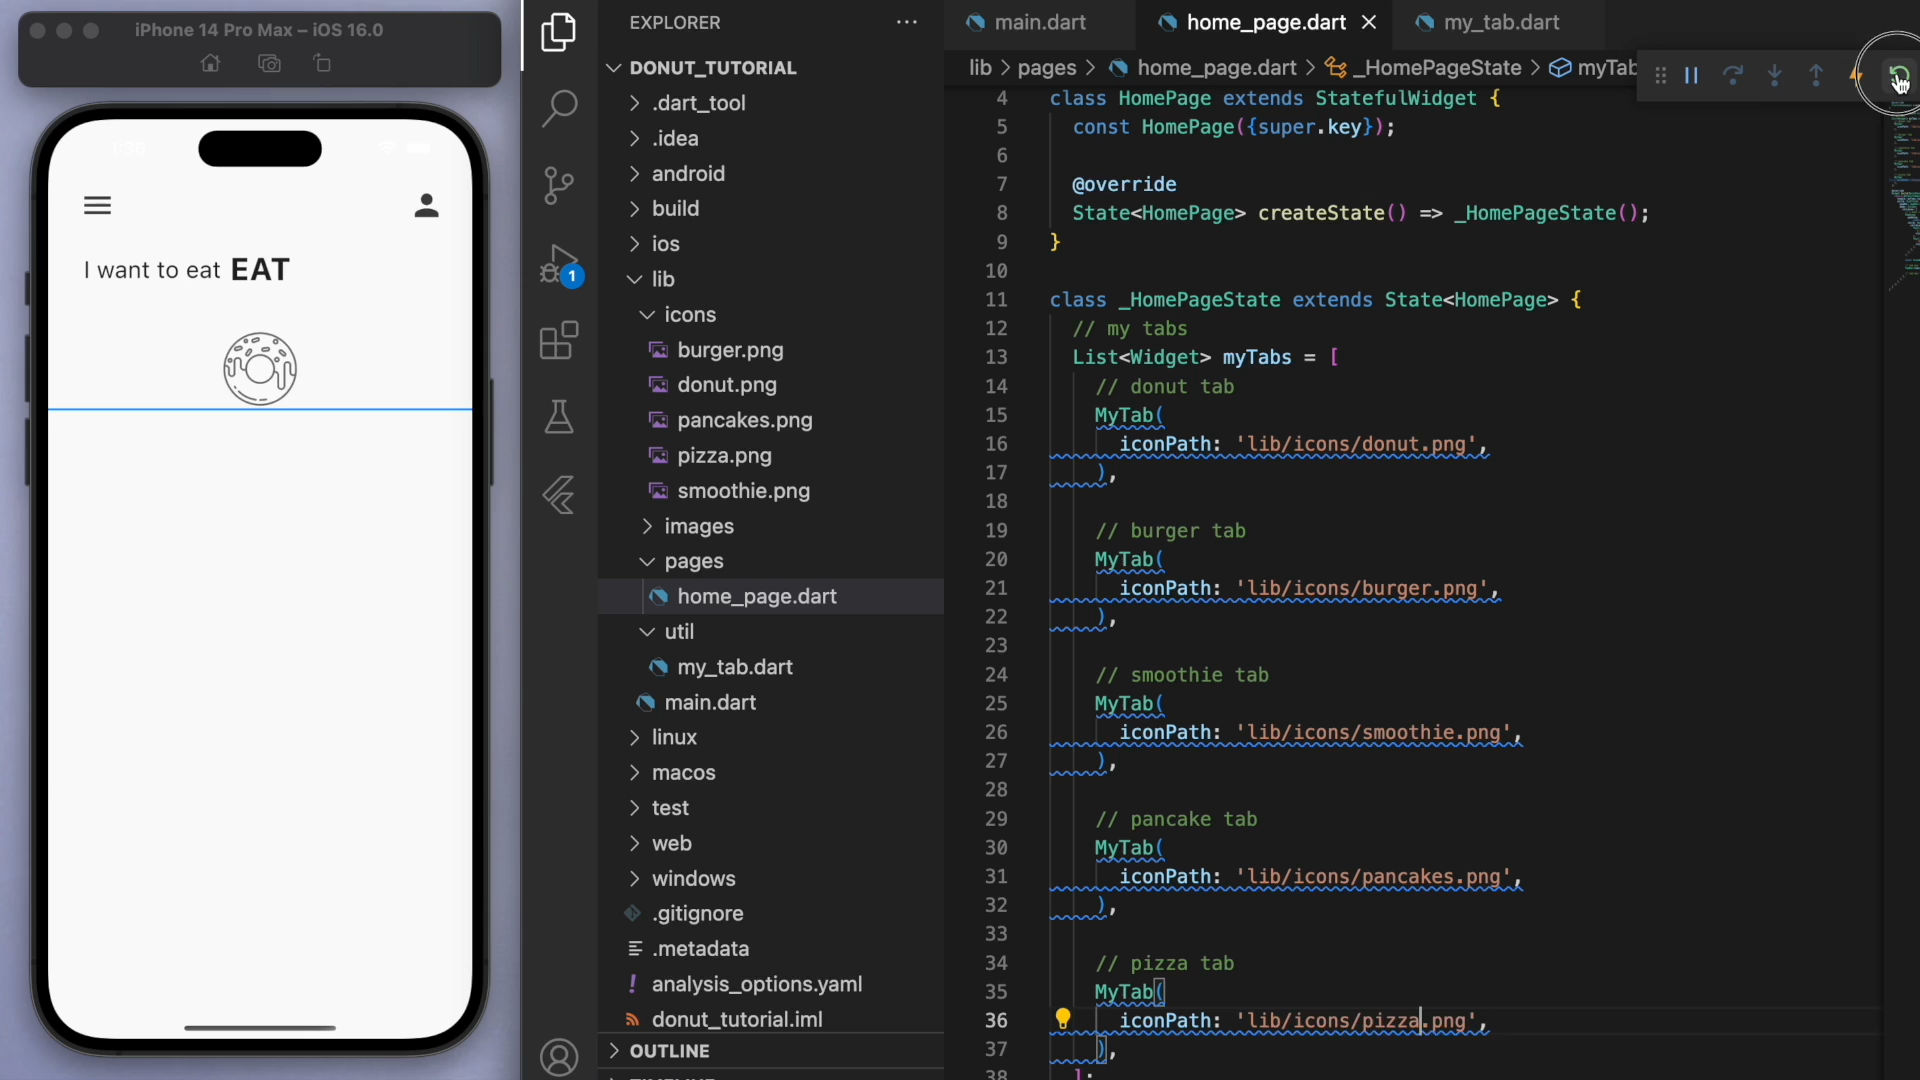 iPhone 14 Pro Max – iOS 16.0
I want to eat EAT
1
EXPLORER
DONUT_TUTORIAL
.dart_tool
.idea
android
build
ios
lib
icons
burger.png
donut.png
pancakes.png
pizza.png
smoothie.png
images
pages
home_page.dart
util
my_tab.dart
main.dart
linux
macos
test
web
windows
.gitignore
.metadata
analysis_options.yaml
donut_tutorial.iml
OUTLINE
main.dart
home_page.dart
my_tab.dart
lib > pages > home_page.dart > _HomePageState > myTab
4 class HomePage extends StatefulWidget {
5 const HomePage({super.key});
6
7 @override
8 State<HomePage> createState() => _HomePageState();
9 }
10
11 class _HomePageState extends State<HomePage> {
12 // my tabs
13 List<Widget> myTabs = [
14 // donut tab
15 MyTab(
16 iconPath: 'lib/icons/donut.png',
17 ),
18
19 // burger tab
20 MyTab(
21 iconPath: 'lib/icons/burger.png',
22 ),
23
24 // smoothie tab
25 MyTab(
26 iconPath: 'lib/icons/smoothie.png',
27 ),
28
29 // pancake tab
30 MyTab(
31 iconPath: 'lib/icons/pancakes.png',
32 ),
33
34 // pizza tab
35 MyTab(
36 iconPath: 'lib/icons/pizza.png',
37 ),
38 ];